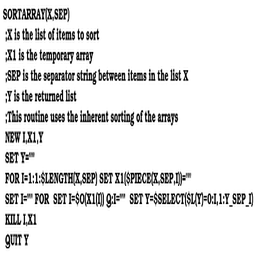 SORTARRAY(X,SEP)
;X is the list of items to sort
;X1 is the temporary array
;SEP is the separator string between items in the list X
;Y is the returned list
;This routine uses the inherent sorting of the arrays
NEW I,X1,Y
SET Y=""
FOR I=1:1:$LENGTH(X,SEP) SET X1($PIECE(X,SEP,I))=""
SET I="" FOR  SET I=$O(X1(I)) Q:I=""  SET Y=$SELECT($L(Y)=0:I,1:Y_SEP_I)
KILL I,X1
QUIT Y